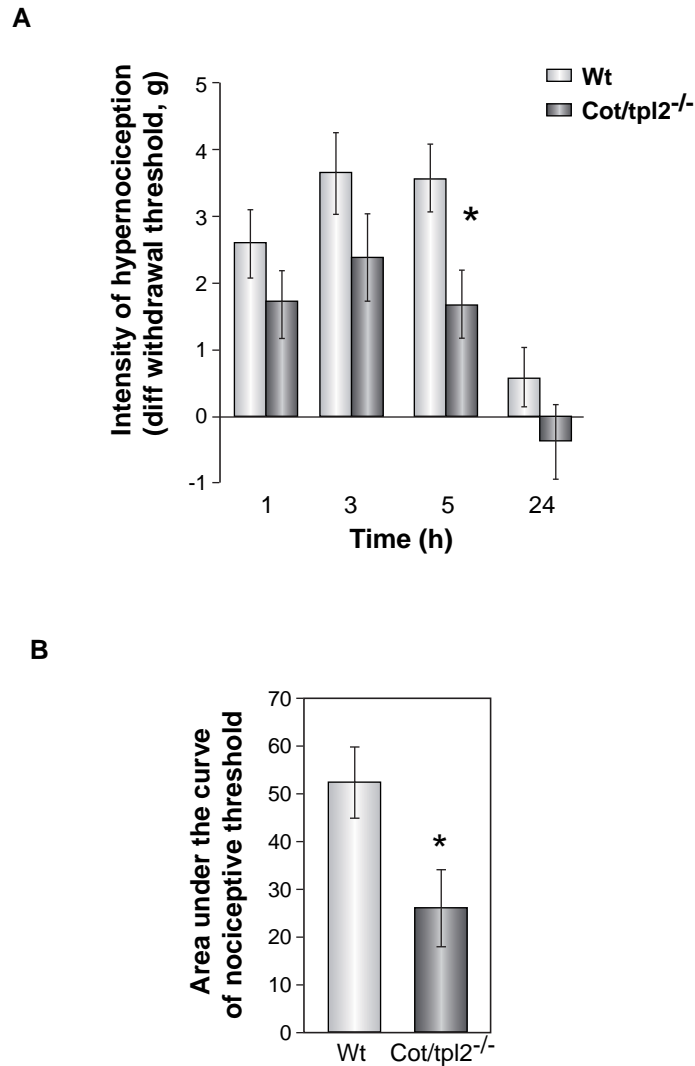 A
Wt
Cot/tpl2-/-
Intensity of hypernociception
(diff withdrawal threshold, g)
5
4
3
2
1
0
-1
*
1 3 5 24
Time (h)
B
Area under the curve
of nociceptive threshold
70
60
50
40
30
20
10
0
*
Wt Cot/tpl2-/-